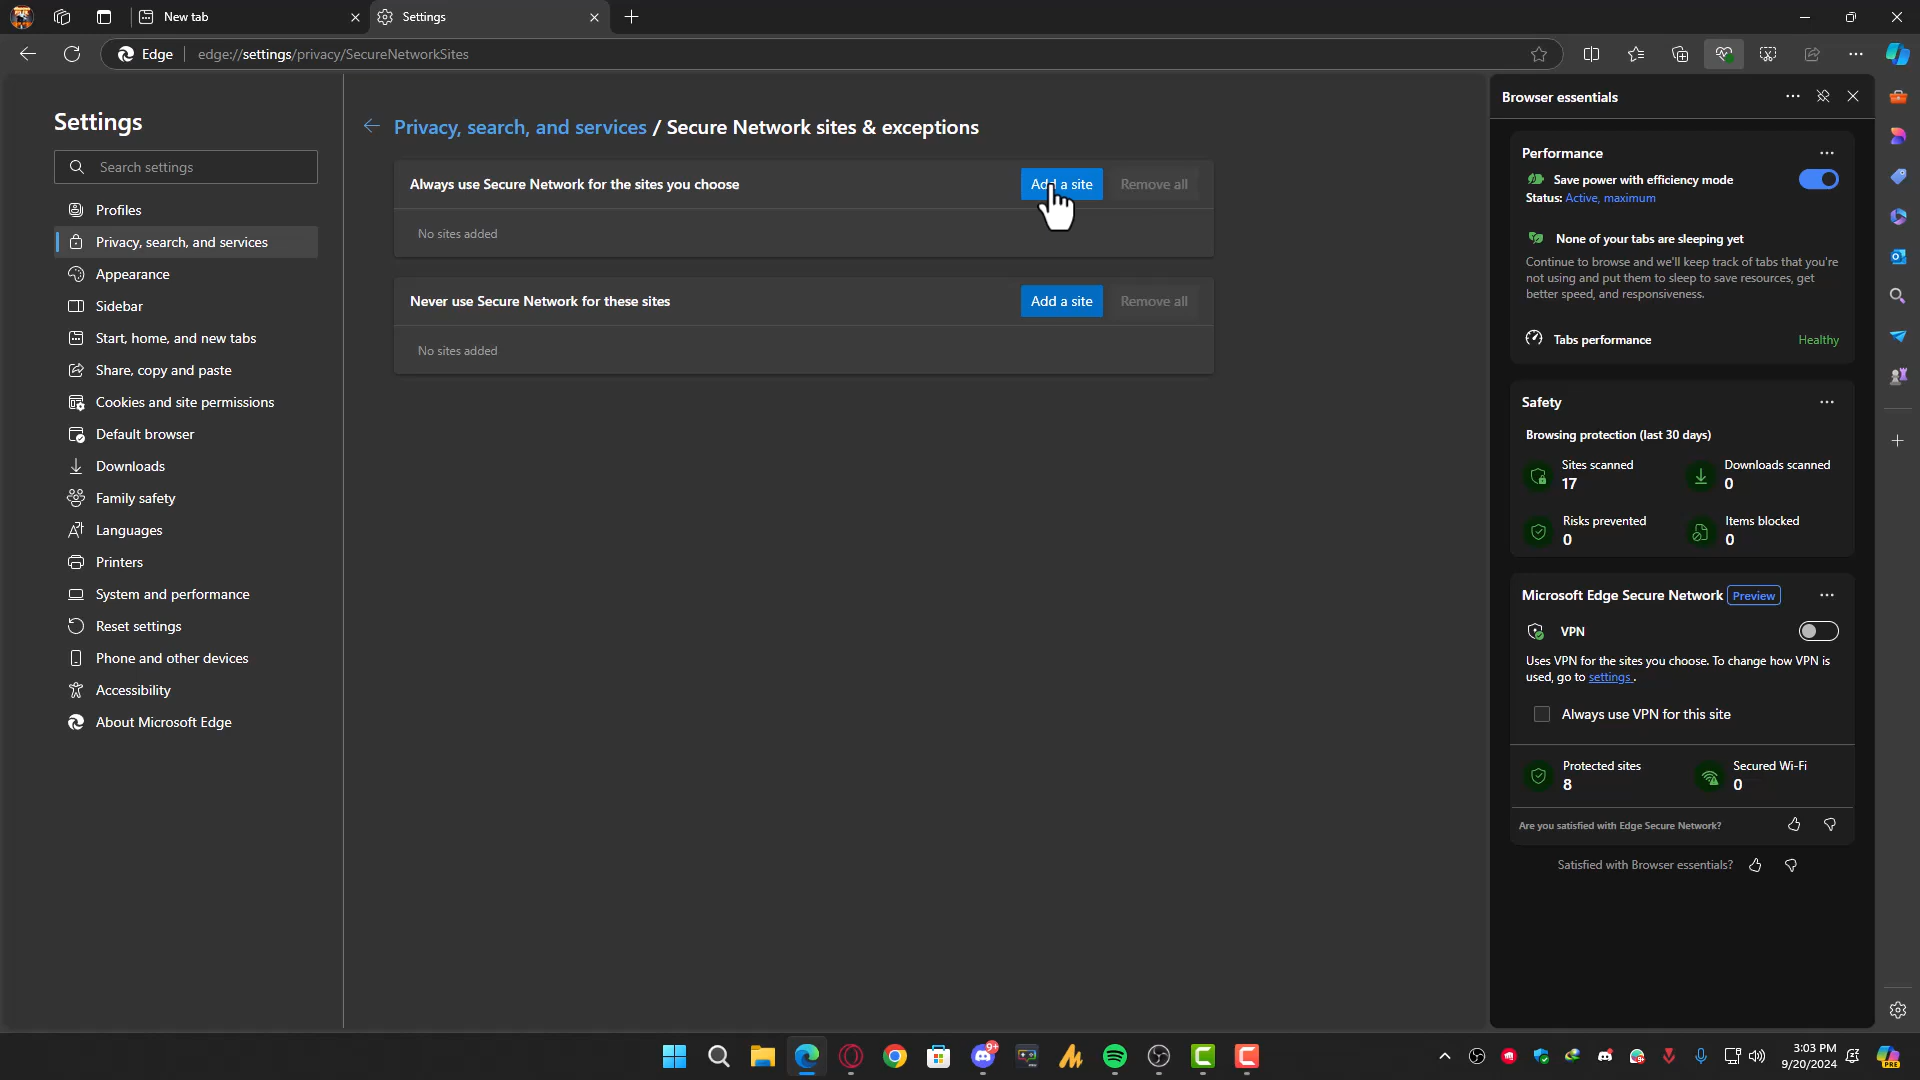 New tab
Settings
Edge
edge://settings/privacy/SecureNetworkSites
Settings
Search settings
Profiles
Privacy, search, and services
Appearance
Sidebar
Start, home, and new tabs
Share, copy and paste
Cookies and site permissions
Default browser
Downloads
Family safety
Languages
Printers
System and performance
Reset settings
Phone and other devices
Accessibility
About Microsoft Edge
Privacy, search, and services / Secure Network sites & exceptions
Always use Secure Network for the sites you choose
Add a site
Remove all
No sites added
Never use Secure Network for these sites
Add a site
Remove all
No sites added
Browser essentials
Performance
Save power with efficiency mode
Status: Active, maximum
None of your tabs are sleeping yet
Continue to browse and we'll keep track of tabs that you're
not using and put them to sleep to save resources, get
better speed, and responsiveness.
Tabs performance
Healthy
Safety
Browsing protection (last 30 days)
Sites scanned
17
Downloads scanned
0
Risks prevented
0
Items blocked
0
Microsoft Edge Secure Network Preview
VPN
Uses VPN for the sites you choose. To change how VPN is
used, go to settings .
Always use VPN for this site
Protected sites
8
Secured Wi-Fi
0
Are you satisfied with Edge Secure Network?
Satisfied with Browser essentials?
9+
3:03 PM
9/20/2024
PRE